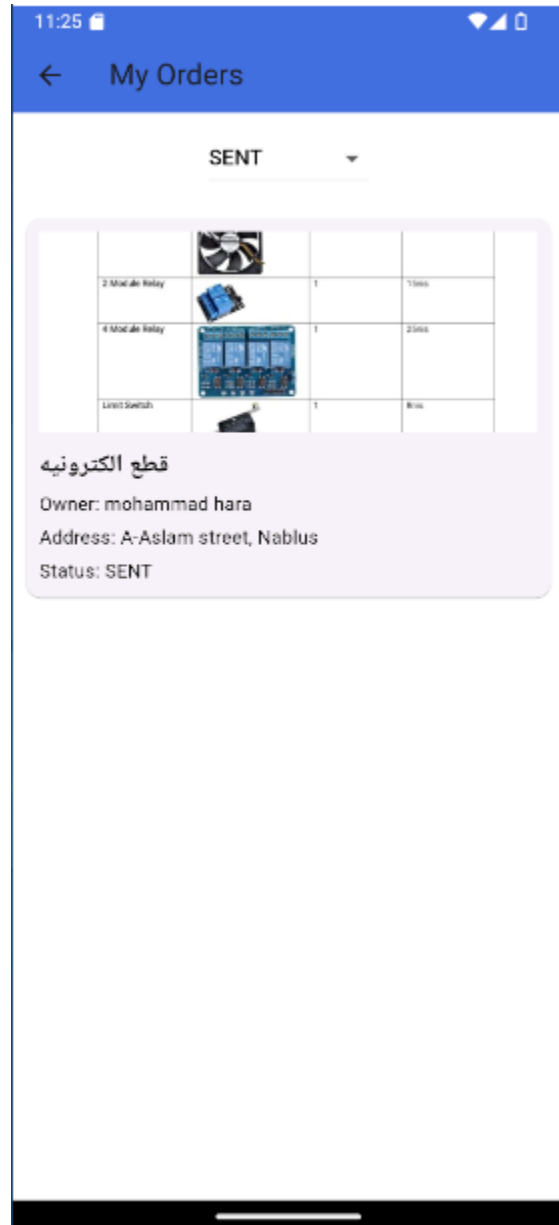 11:25
My Orders
SENT
2 Module Relay 1
4 Module Relay 1
Limit Switch 1
قطع الكترونيه
Owner: mohammad hara
Address: A-Aslam street, Nablus
Status: SENT